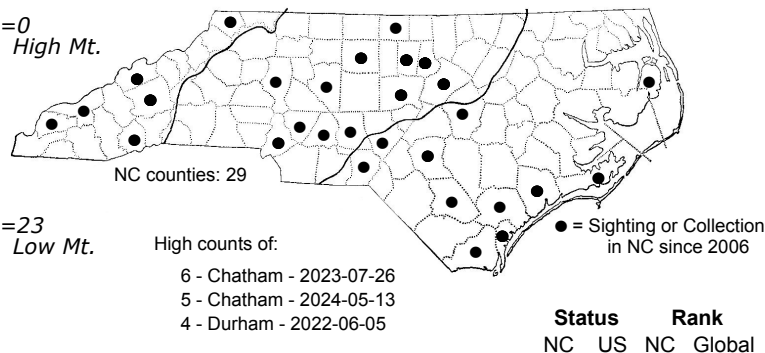 =0
High Mt.
NC counties: 29
=23
Low Mt.
High counts of:
6 - Chatham - 2023-07-26
5 - Chatham - 2024-05-13
4 - Durham - 2022-06-05
● = Sighting or Collection
in NC since 2006
Status Rank
NC US NC Global